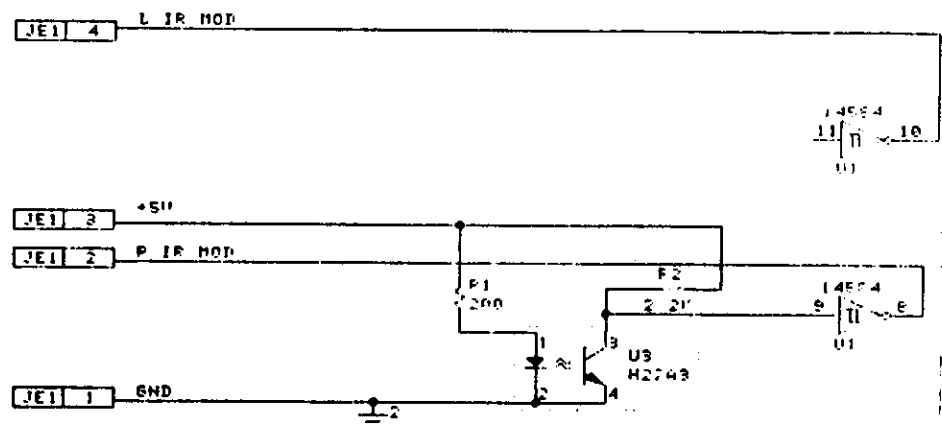 JE1 4 L IR MOD
14584
11 10
U1
JE1 3 +5V
JE1 2 R IR MOD
R1
200
R2
2.2K
14584
9 8
U1
1
3
U3
H22A3
2
4
JE1 1 GND
2